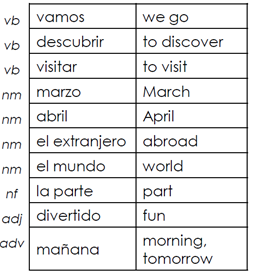 vb vamos we go
vb descubrir to discover
vb visitar to visit
nm marzo March
nm abril April
nm el extranjero abroad
nm el mundo world
nf la parte part
adj divertido fun
adv mañana morning,
tomorrow